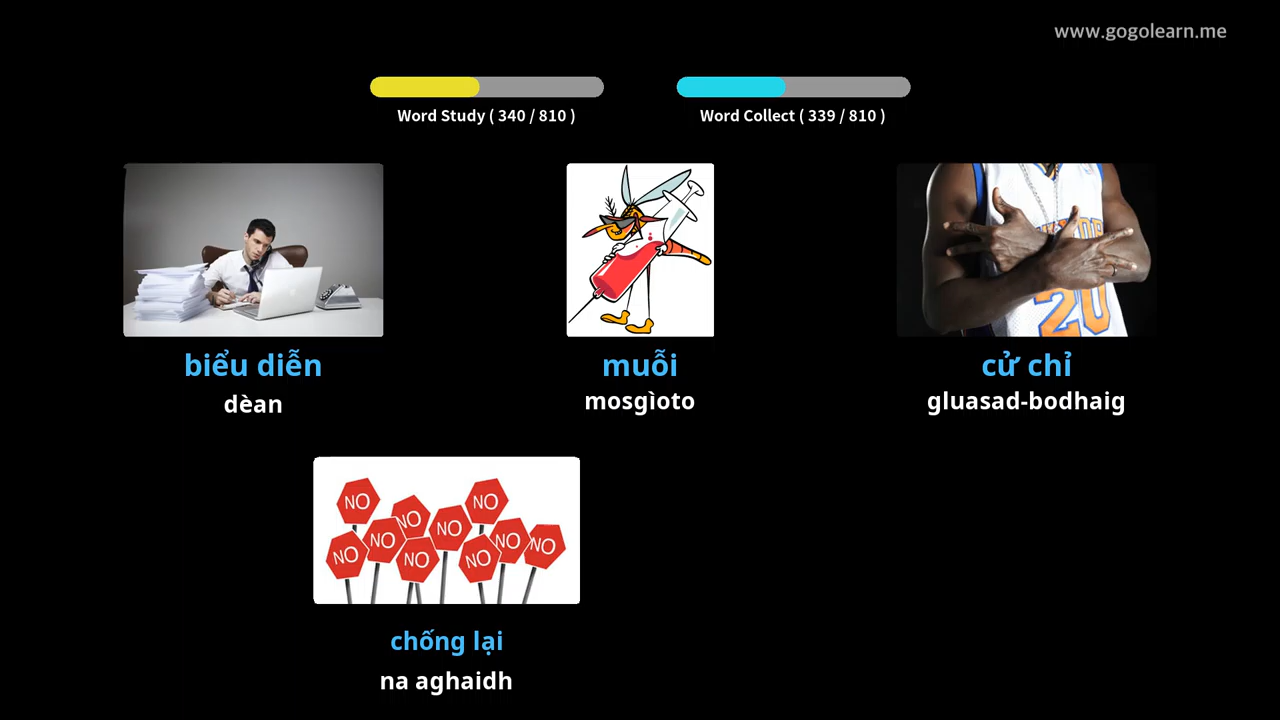 www.gogolearn.me
Word Study ( 340 / 810 )
Word Collect ( 339 / 810 )
biểu diễn
dèan
muỗi
mosgìoto
cử chỉ
gluasad-bodhaig
20
NO
NO
NO
NO
NO
NO
NO
NO
NO
NO
chống lại
na aghaidh